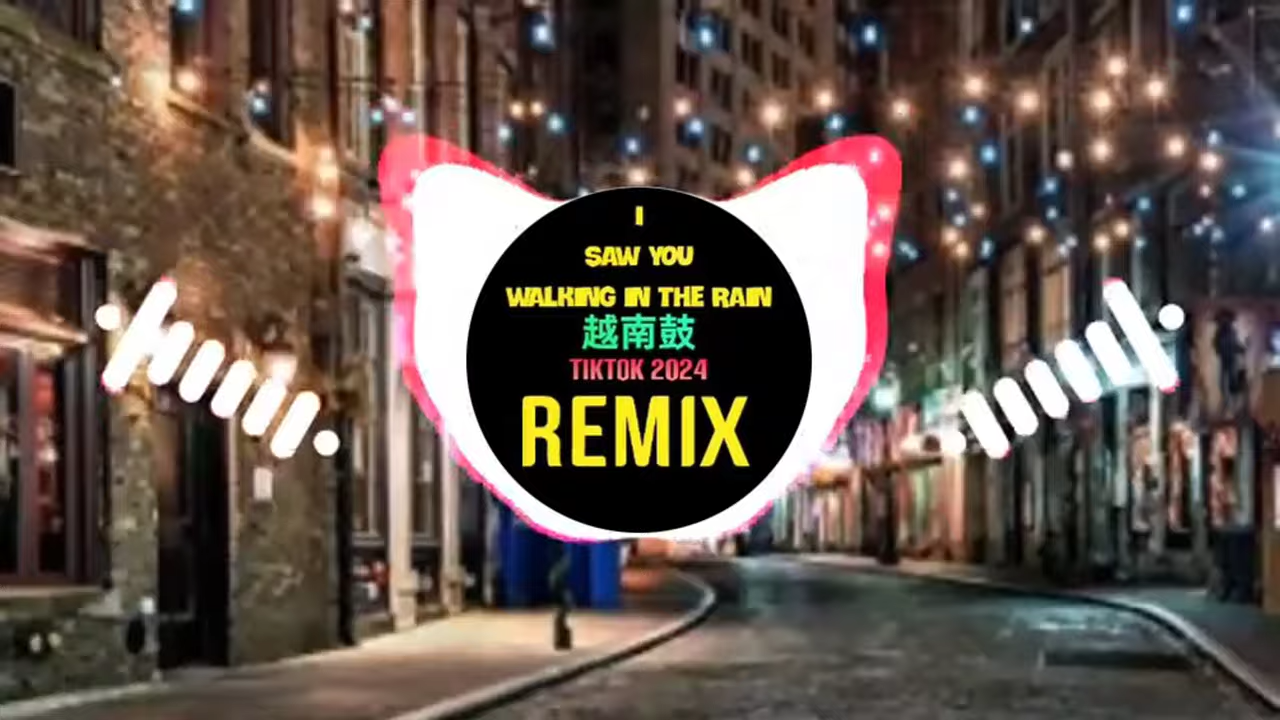 I
SAW YOU
WALKING IN THE RAIN
越南鼓
TIKTOK 2024
REMIX